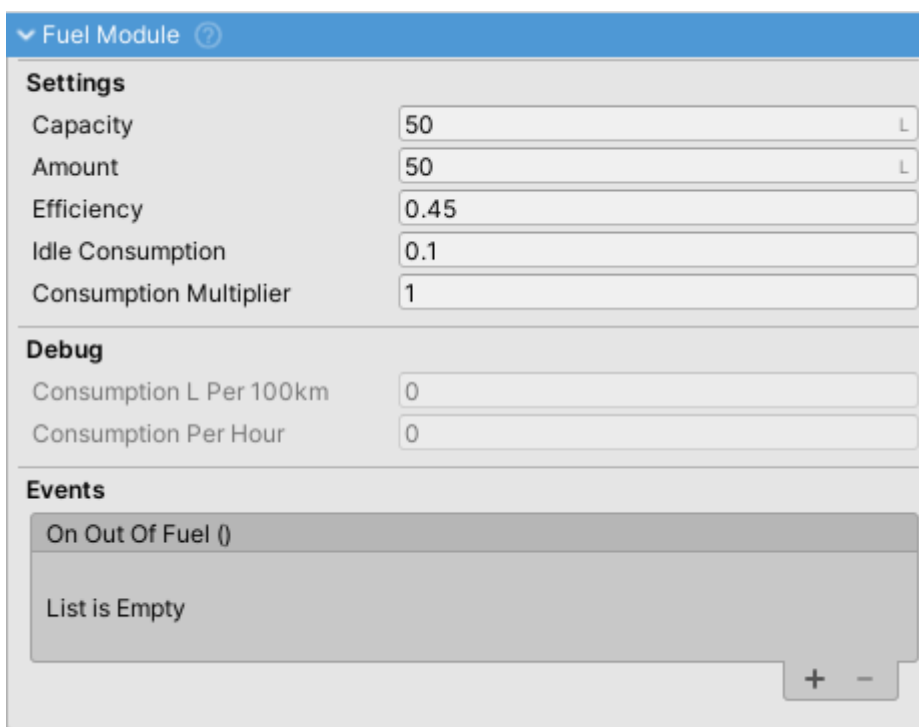 Fuel Module ?
Settings
Capacity 50 L
Amount 50 L
Efficiency 0.45
Idle Consumption 0.1
Consumption Multiplier 1
Debug
Consumption L Per 100km 0
Consumption Per Hour 0
Events
On Out Of Fuel ()
List is Empty
+ −